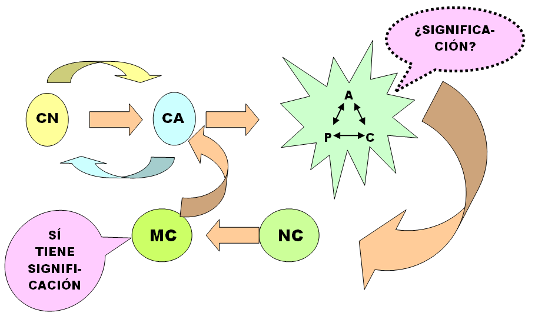 ¿SIGNIFICA-
CIÓN?
CN
CA
A
P
C
SÍ
TIENE
SIGNIFI-
CACIÓN
MC
NC